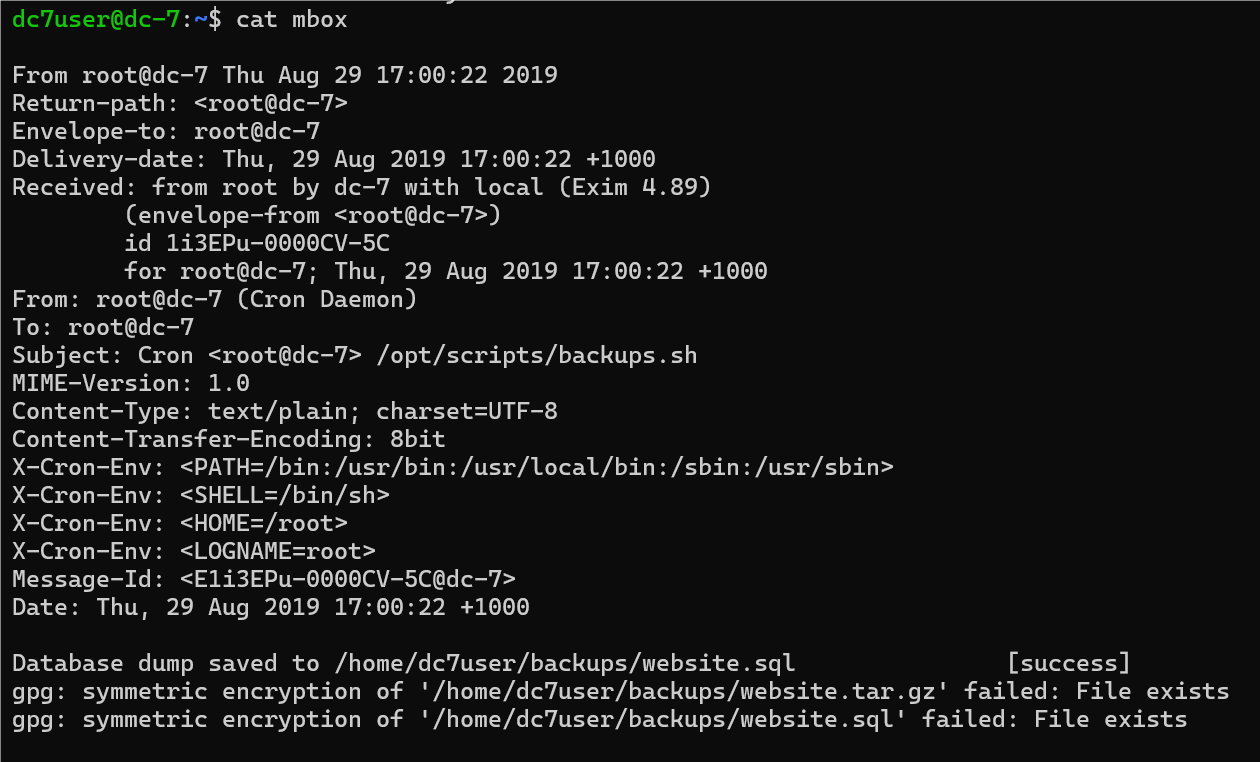 dc7user@dc-7:~$ cat mbox
From root@dc-7 Thu Aug 29 17:00:22 2019
Return-path: <root@dc-7>
Envelope-to: root@dc-7
Delivery-date: Thu, 29 Aug 2019 17:00:22 +1000
Received: from root by dc-7 with local (Exim 4.89)
        (envelope-from <root@dc-7>)
        id 1i3EPu-0000CV-5C
        for root@dc-7; Thu, 29 Aug 2019 17:00:22 +1000
From: root@dc-7 (Cron Daemon)
To: root@dc-7
Subject: Cron <root@dc-7> /opt/scripts/backups.sh
MIME-Version: 1.0
Content-Type: text/plain; charset=UTF-8
Content-Transfer-Encoding: 8bit
X-Cron-Env: <PATH=/bin:/usr/bin:/usr/local/bin:/sbin:/usr/sbin>
X-Cron-Env: <SHELL=/bin/sh>
X-Cron-Env: <HOME=/root>
X-Cron-Env: <LOGNAME=root>
Message-Id: <E1i3EPu-0000CV-5C@dc-7>
Date: Thu, 29 Aug 2019 17:00:22 +1000
Database dump saved to /home/dc7user/backups/website.sql               [success]
gpg: symmetric encryption of '/home/dc7user/backups/website.tar.gz' failed: File exists
gpg: symmetric encryption of '/home/dc7user/backups/website.sql' failed: File exists